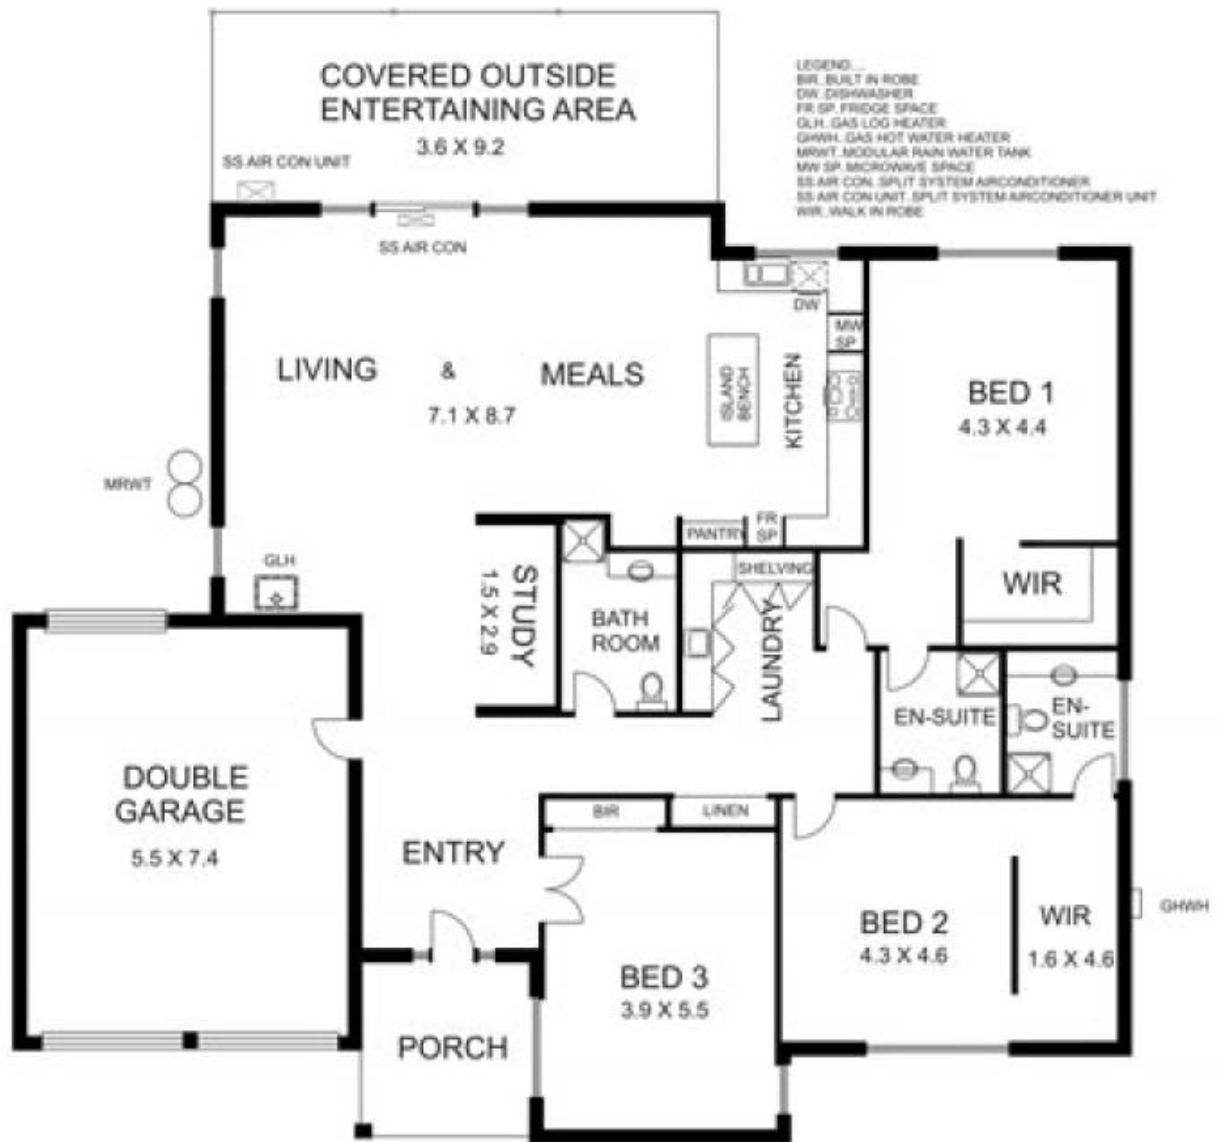 COVERED OUTSIDE
ENTERTAINING AREA
3.6 X 9.2
LEGEND....
BIR..BUILT IN ROBE
DW..DISHWASHER
FR SP..FRIDGE SPACE
GLH..GAS LOG HEATER
GHWH..GAS HOT WATER HEATER
MRWT..MODULAR RAIN WATER TANK
MW SP..MICROWAVE SPACE
SS AIR CON..SPLIT SYSTEM AIRCONDITIONER
SS AIR CON UNIT..SPLIT SYSTEM AIRCONDITIONER UNIT
WIR..WALK IN ROBE
SS AIR CON UNIT
SS AIR CON
DW
MW
SP
LIVING & MEALS
7.1 X 8.7
ISLAND
BENCH
KITCHEN
BED 1
4.3 X 4.4
MRWT
PANTRY
FR
SP
GLH
STUDY
1.5 X 2.9
BATH
ROOM
SHELVING
LAUNDRY
WIR
EN-SUITE
EN-
SUITE
DOUBLE
GARAGE
5.5 X 7.4
BIR
LINEN
ENTRY
BED 2
4.3 X 4.6
WIR
1.6 X 4.6
GHWH
BED 3
3.9 X 5.5
PORCH